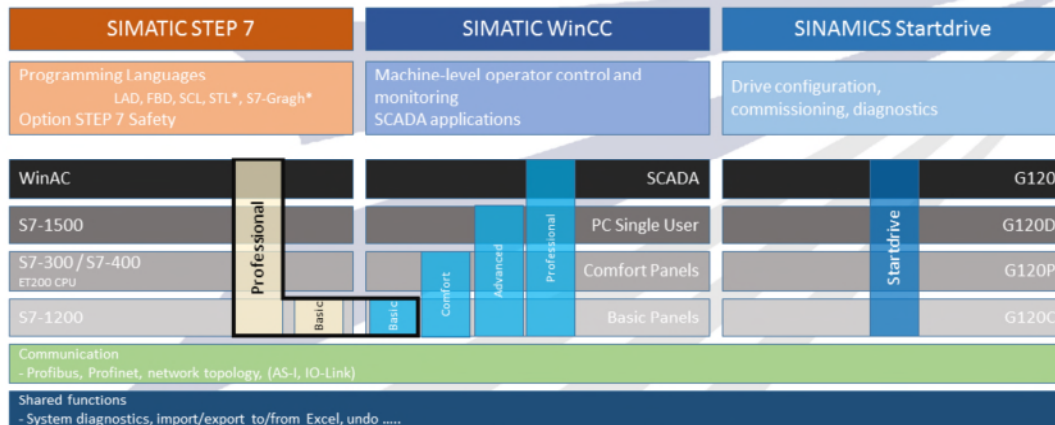 SIMATIC STEP 7
SIMATIC WinCC
SINAMICS Startdrive
Programming Languages
LAD, FBD, SCL, STL*, S7-Gragh*
Option STEP 7 Safety
Machine-level operator control and
monitoring
SCADA applications
Drive configuration,
commissioning, diagnostics
WinAC
S7-1500
S7-300 / S7-400
ET200 CPU
S7-1200
Professional
Basic
Basic
Comfort
Advanced
Professional
SCADA
PC Single User
Comfort Panels
Basic Panels
Startdrive
G120
G120D
G120P
G120C
Communication
- Profibus, Profinet, network topology, (AS-I, IO-Link)
Shared functions
- System diagnostics, import/export to/from Excel, undo .....